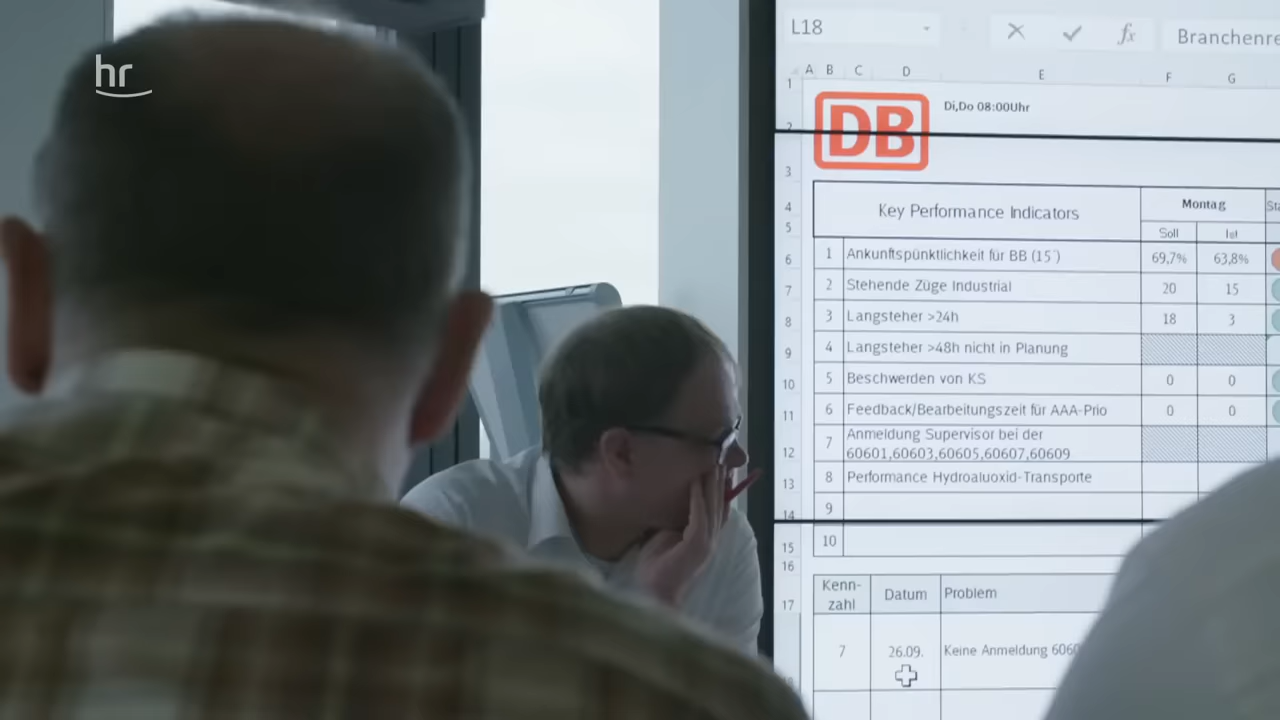 hr
L18
Branchenre
A B C D E F G
1
DB
Di,Do 08:00Uhr
2
3
4
Key Performance Indicators
Montag
5
Soll
Ist
6
1
Ankunftspünktlichkeit für BB (15´)
69,7%
63,8%
7
2
Stehende Züge Industrial
20
15
8
3
Langsteher >24h
18
3
9
4
Langsteher >48h nicht in Planung
10
5
Beschwerden von KS
0
0
11
6
Feedback/Bearbeitungszeit für AAA-Prio
0
0
12
7
Anmeldung Supervisor bei der
60601,60603,60605,60607,60609
13
8
Performance Hydroaluoxid-Transporte
14
9
15
10
16
17
Kenn-
zahl
Datum
Problem
7
26.09.
Keine Anmeldung 6060